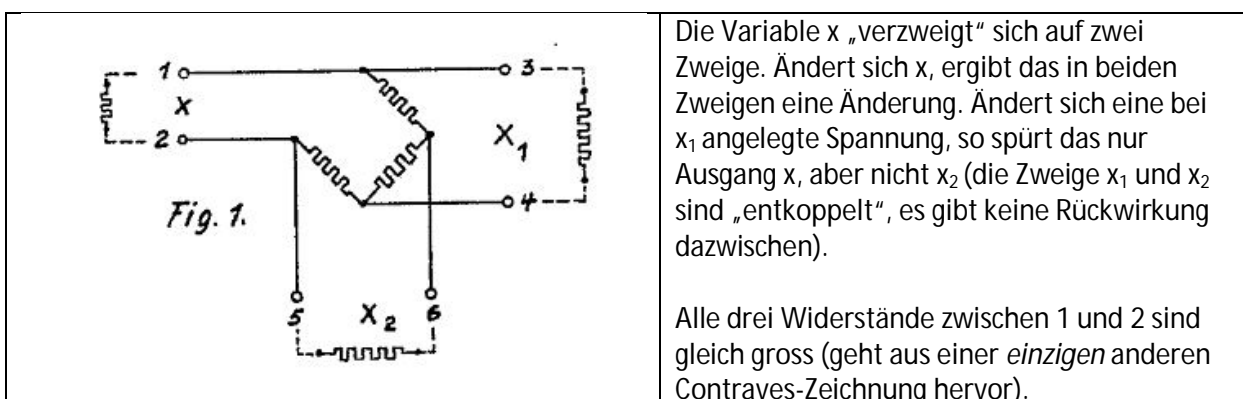 1
3
X
2
X₁
4
Fig. 1.
5
X₂
6
Die Variable x „verzweigt“ sich auf zwei
Zweige. Ändert sich x, ergibt das in beiden
Zweigen eine Änderung. Ändert sich eine bei
x₁ angelegte Spannung, so spürt das nur
Ausgang x, aber nicht x₂ (die Zweige x₁ und x₂
sind „entkoppelt“, es gibt keine Rückwirkung
dazwischen).
Alle drei Widerstände zwischen 1 und 2 sind
gleich gross (geht aus einer einzigen anderen
Contraves-Zeichnung hervor).